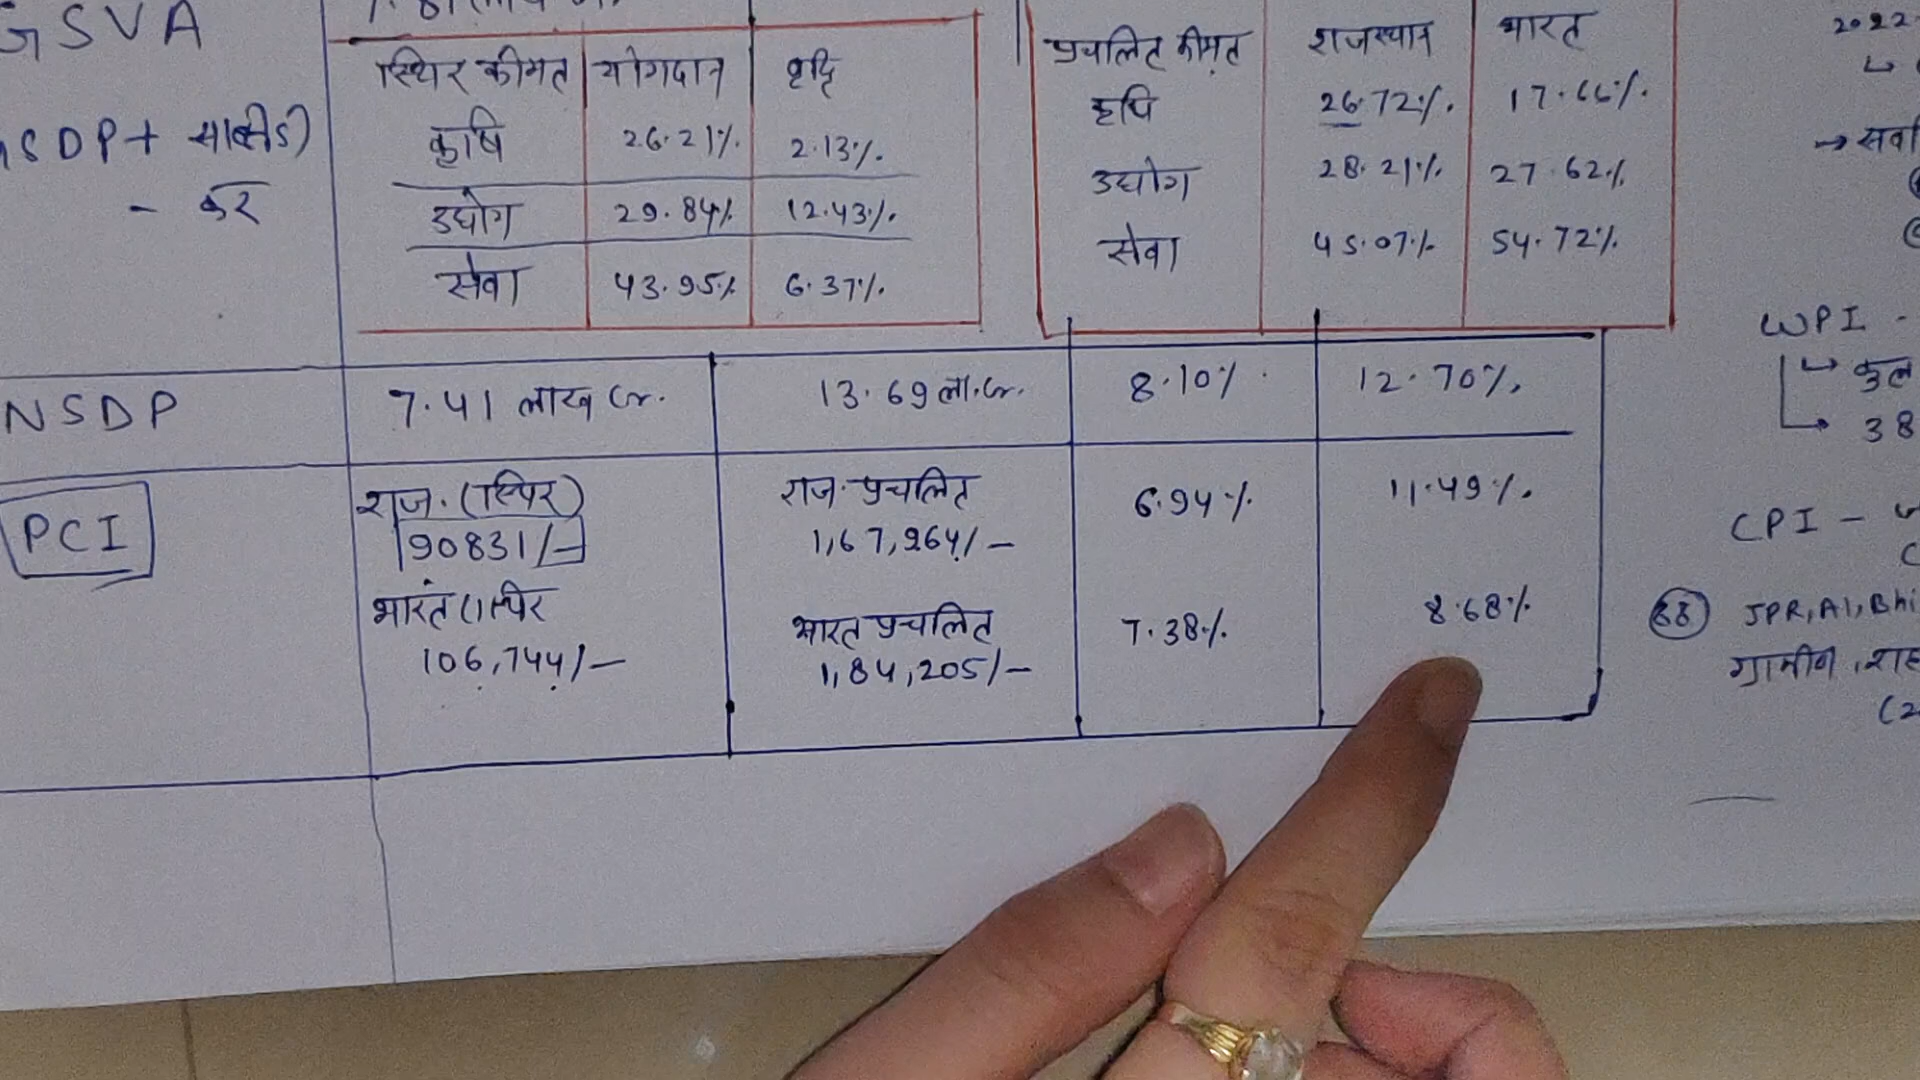 GSVA
GSDP + सब्सिडी)
- कर
स्थिर कीमत योगदान वृद्धि
कृषि 26.21% 2.13%
उद्योग 29.84% 12.43%
सेवा 43.95% 6.37%
प्रचलित कीमत राजस्थान भारत
कृषि 26.72% 17.66%
उद्योग 28.21% 27.62%
सेवा 45.07% 54.72%
NSDP 7.41 लाख Cr. 13.69 ला.Cr. 8.10% 12.70%
PCI
राज. (स्थिर) राज. प्रचलित 6.94% 11.49%
90831/- 1,67,964/-
भारत (स्थिर भारत प्रचलित 7.38% 8.68%
106,744/- 1,84,205/-
2022-
→ सर्वा
WPI -
↳ कुल
→ 38
CPI -
88 JPR, Al, Bhi
ग्रामीण, शह
(2